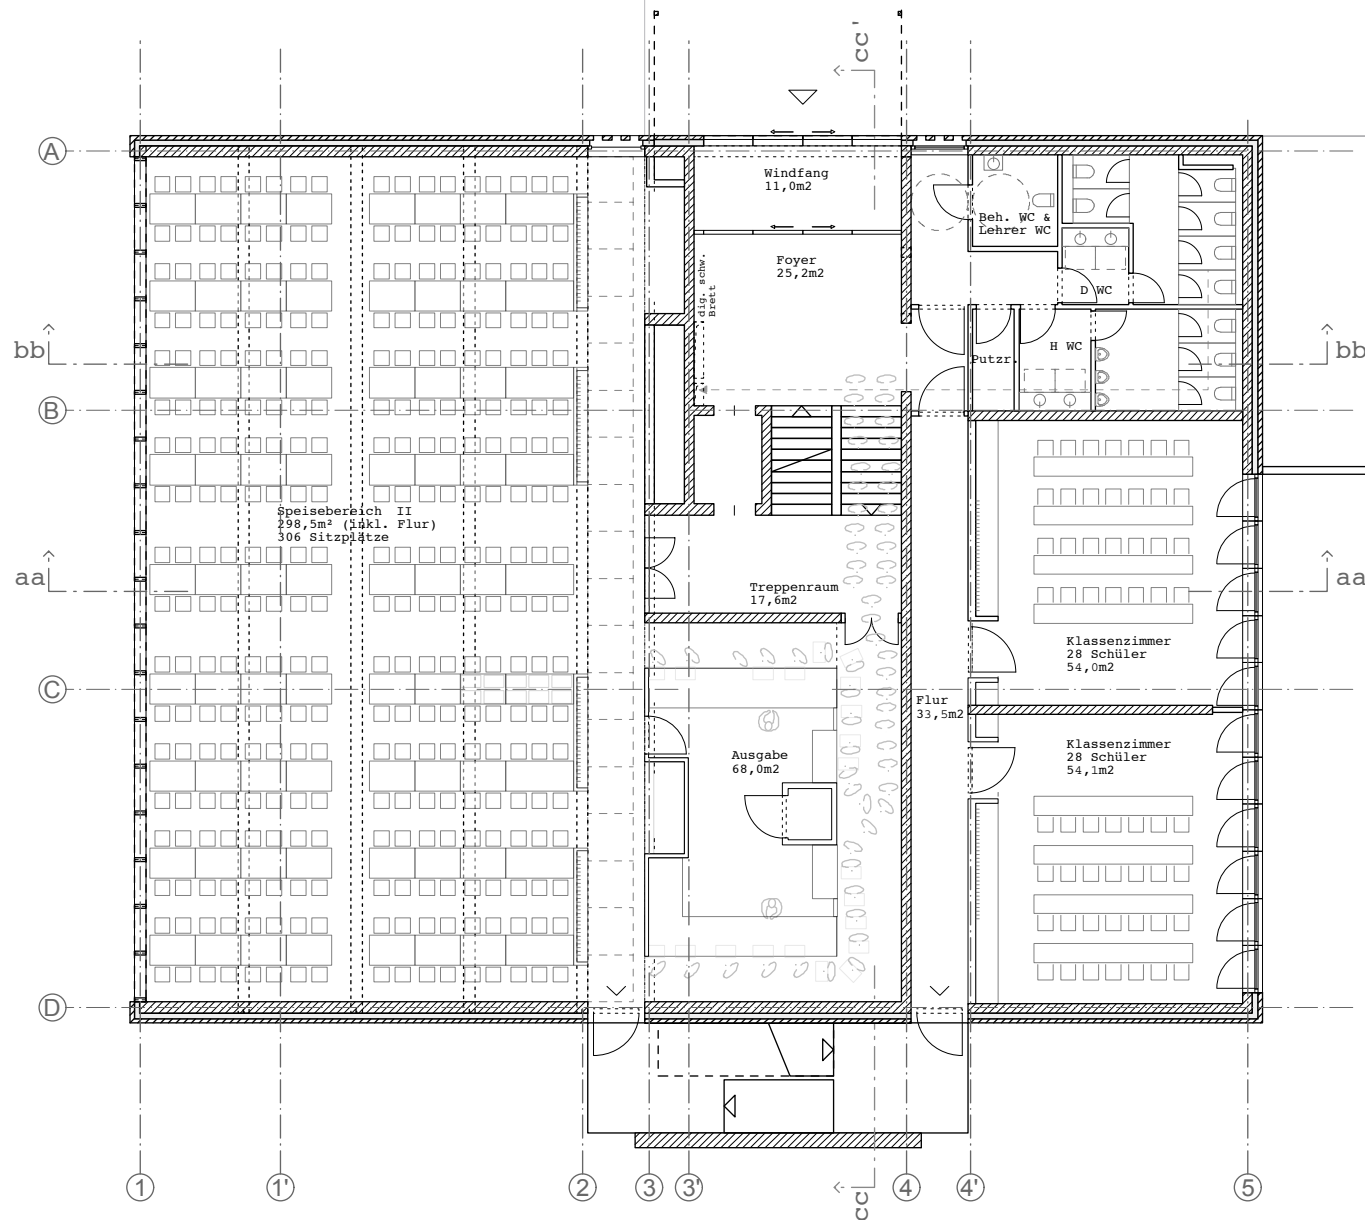 cc'
A
Windfang
11,0m2
Beh. WC &
Lehrer WC
Foyer
25,2m2
dig. schw.
Brett
D WC
bb
H WC
bb
Putzr.
B
Speisebereich II
298,5m² (inkl. Flur)
306 Sitzplätze
aa
aa
Treppenraum
17,6m2
Klassenzimmer
28 Schüler
54,0m2
C
Flur
33,5m2
Klassenzimmer
28 Schüler
54,1m2
Ausgabe
68,0m2
D
1
1'
2
3
3'
cc'
4
4'
5